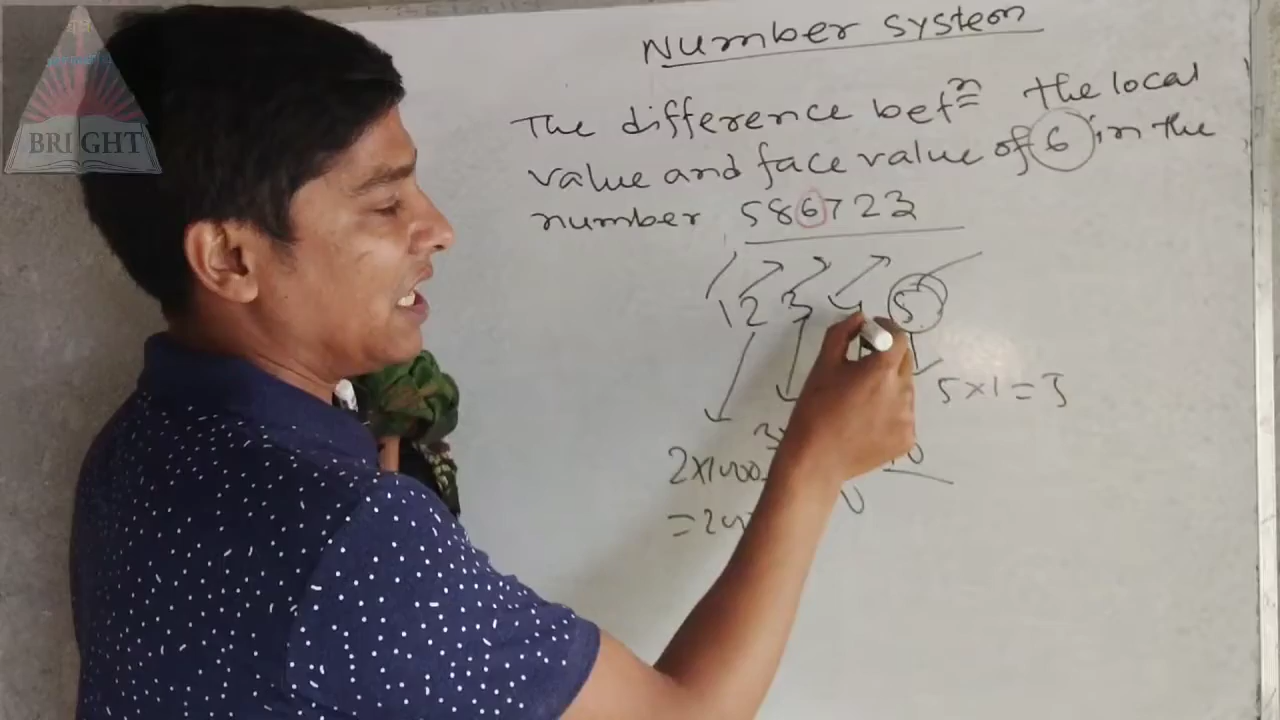 BRIGHT
Number system
The difference betn the local
value and face value of 6 in the
number 586723
1 2 3 4 5
5×1=5
2×1000